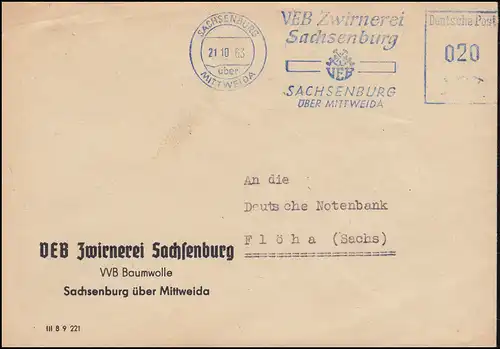 SACHSENBURG
21.10.63
über
MITTWEIDA
VEB Zwirnerei
Sachsenburg
VEB
SACHSENBURG
ÜBER MITTWEIDA
Deutsche Post
020
An die
Deutsche Notenbank
Flöha (Sachs)
VEB Zwirnerei Sachsenburg
VVB Baumwolle
Sachsenburg über Mittweida
III 8 9 221